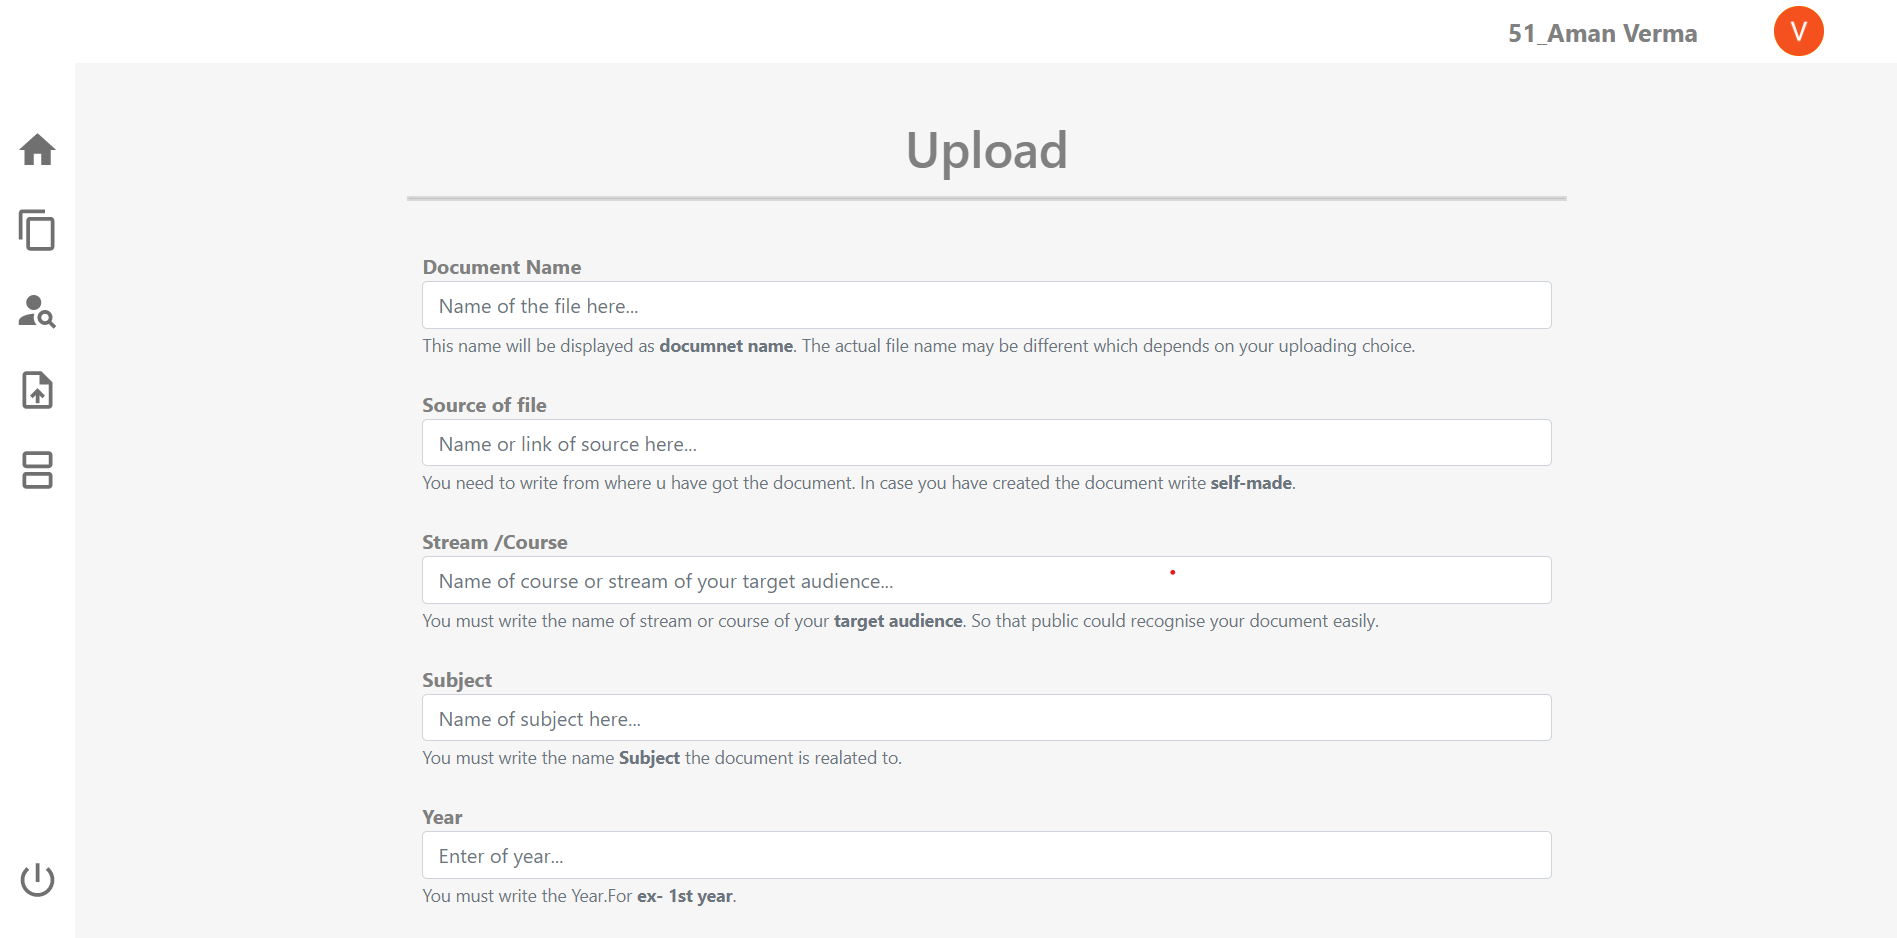 51_Aman Verma
V
Upload
Document Name
Name of the file here...
This name will be displayed as documnet name. The actual file name may be different which depends on your uploading choice.
Source of file
Name or link of source here...
You need to write from where u have got the document. In case you have created the document write self-made.
Stream /Course
Name of course or stream of your target audience...
You must write the name of stream or course of your target audience. So that public could recognise your document easily.
Subject
Name of subject here...
You must write the name Subject the document is realated to.
Year
Enter of year...
You must write the Year.For ex- 1st year.